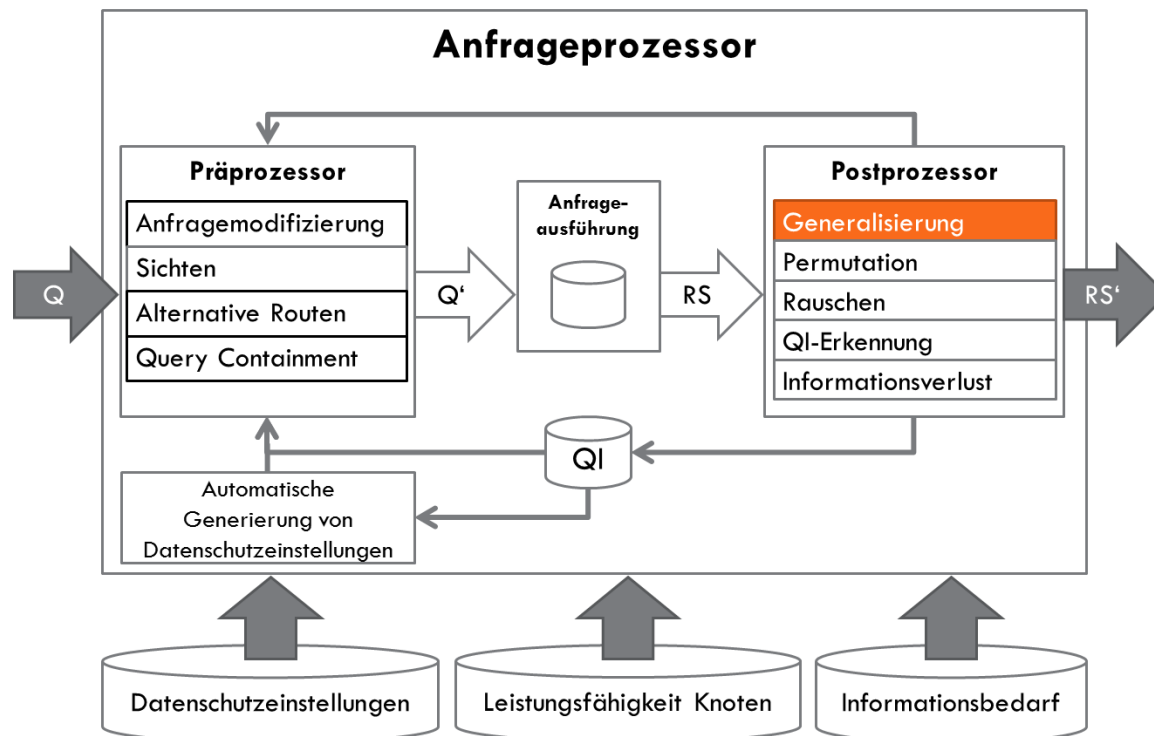 Anfrageprozessor
Präprozessor
Anfragemodifizierung
Sichten
Alternative Routen
Query Containment
Q
Q‘
Anfrage-
ausführung
RS
Postprozessor
Generalisierung
Permutation
Rauschen
QI-Erkennung
Informationsverlust
RS‘
QI
Automatische
Generierung von
Datenschutzeinstellungen
Datenschutzeinstellungen
Leistungsfähigkeit Knoten
Informationsbedarf